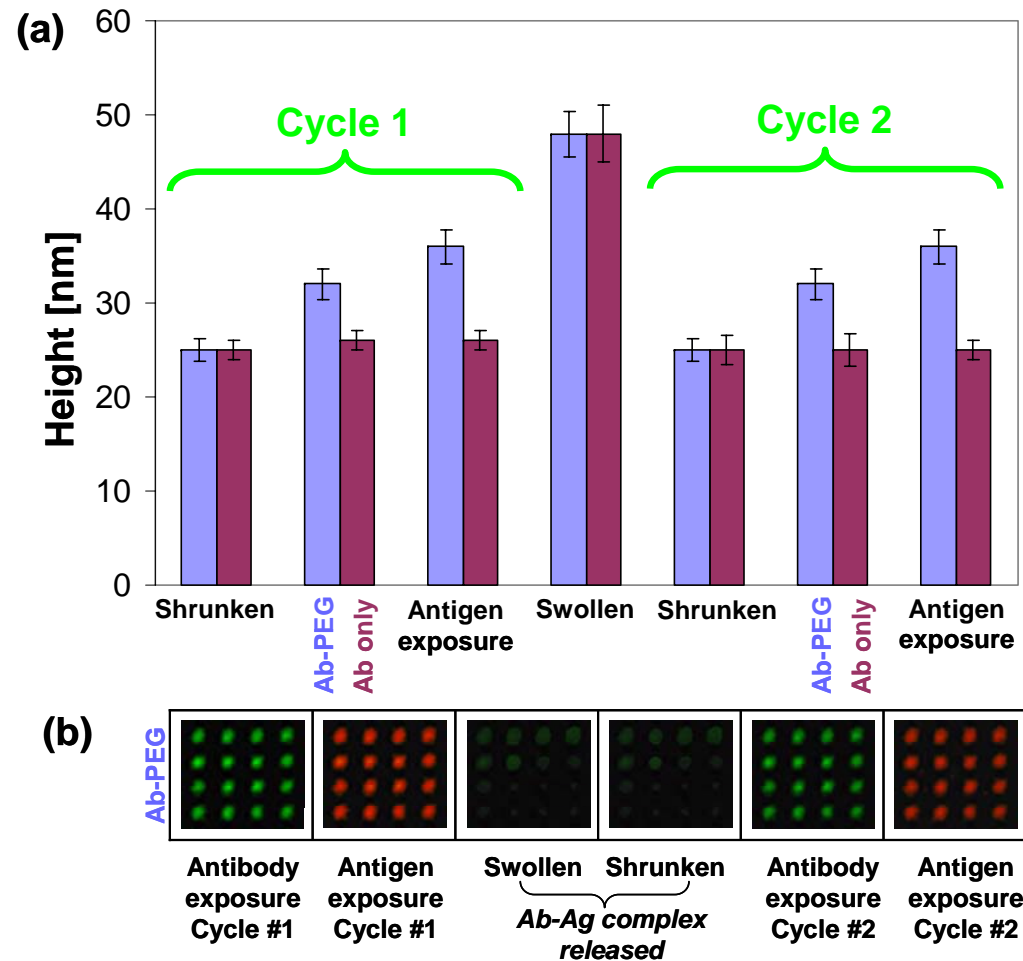 (a)
60
50
40
30
20
10
0
Height [nm]
Cycle 1
Cycle 2
Shrunken
Ab-PEG
Ab only
Antigen
exposure
Swollen
Shrunken
Ab-PEG
Ab only
Antigen
exposure
(b)
Ab-PEG
Antibody
exposure
Cycle #1
Antigen
exposure
Cycle #1
Swollen
Shrunken
Ab-Ag complex
released
Antibody
exposure
Cycle #2
Antigen
exposure
Cycle #2